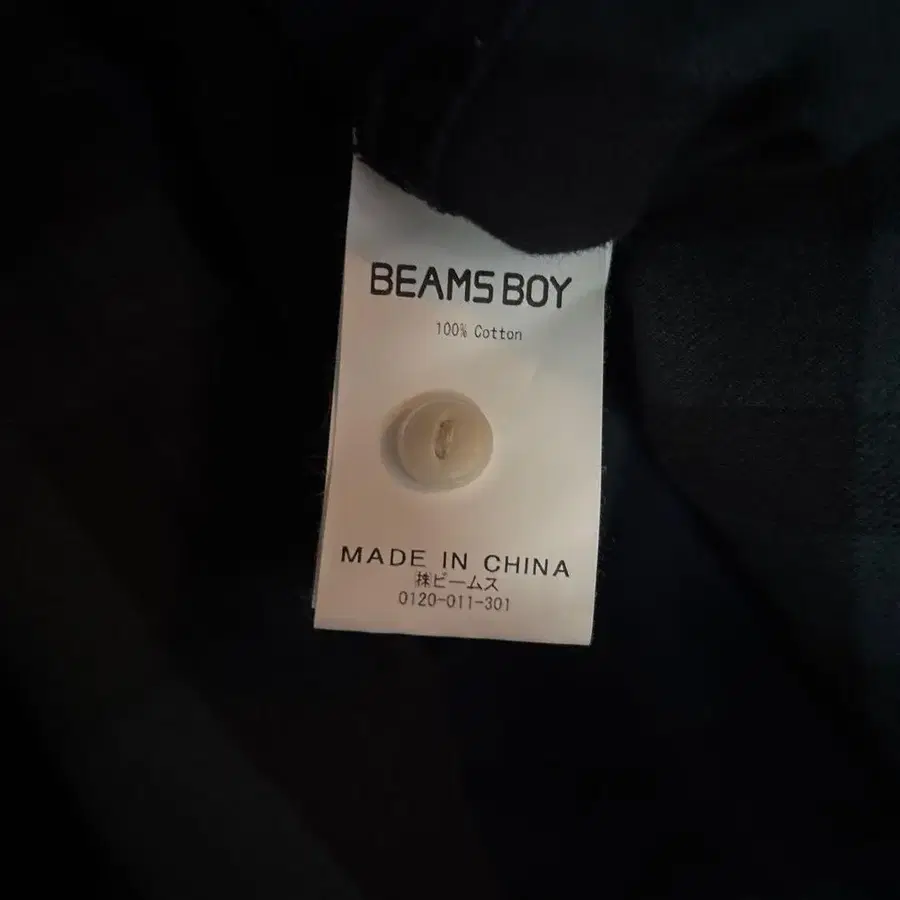 BEAMS BOY
100% Cotton
MADE IN CHINA
㈱ビームス
0120-011-301